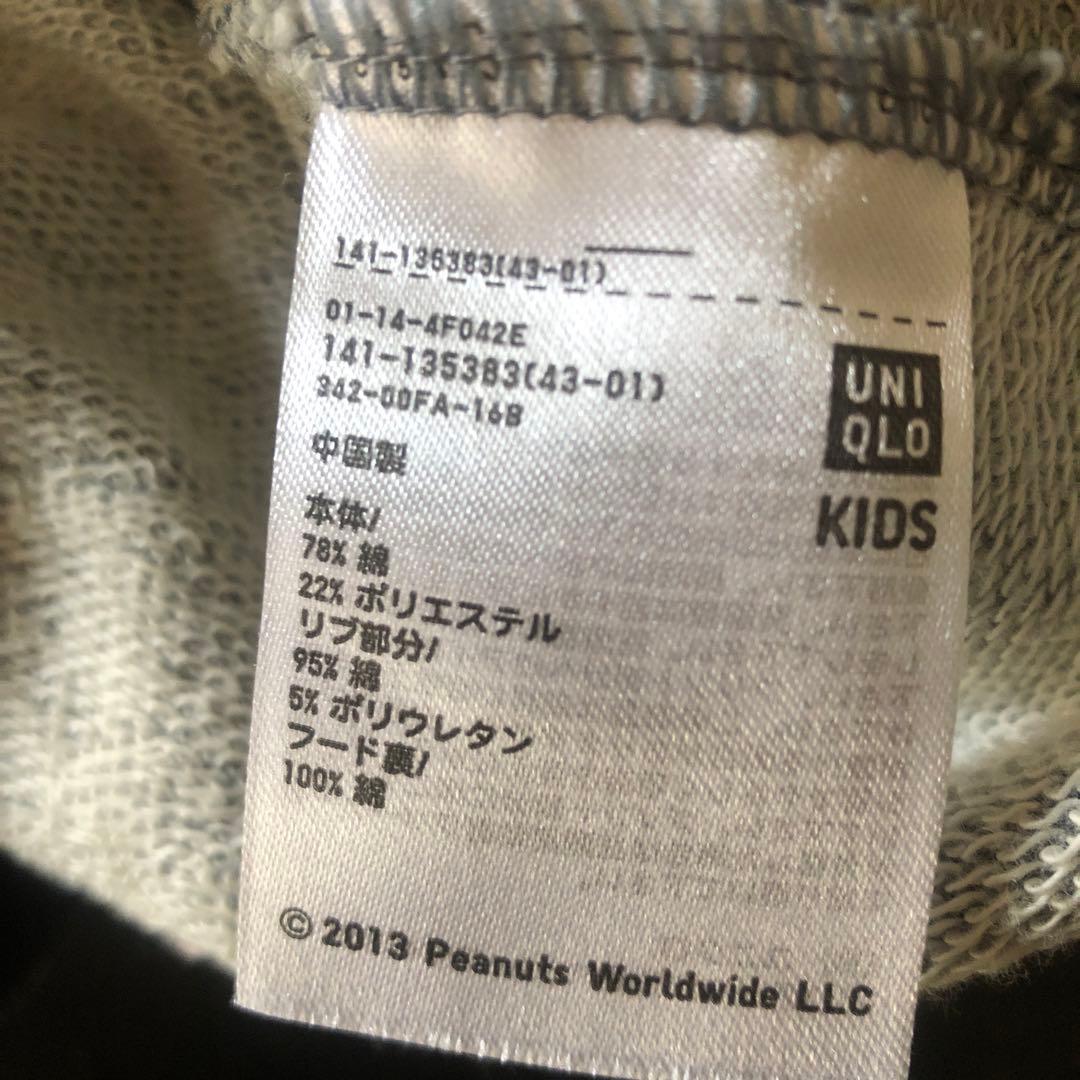 141-135383(43-01)
01-14-4F042E
141-135383(43-01)
342-00FA-16B
中国製
本体/
78% 綿
22% ポリエステル
リブ部分/
95% 綿
5% ポリウレタン
フード裏/
100% 綿
UNI
QLO
KIDS
© 2013 Peanuts Worldwide LLC